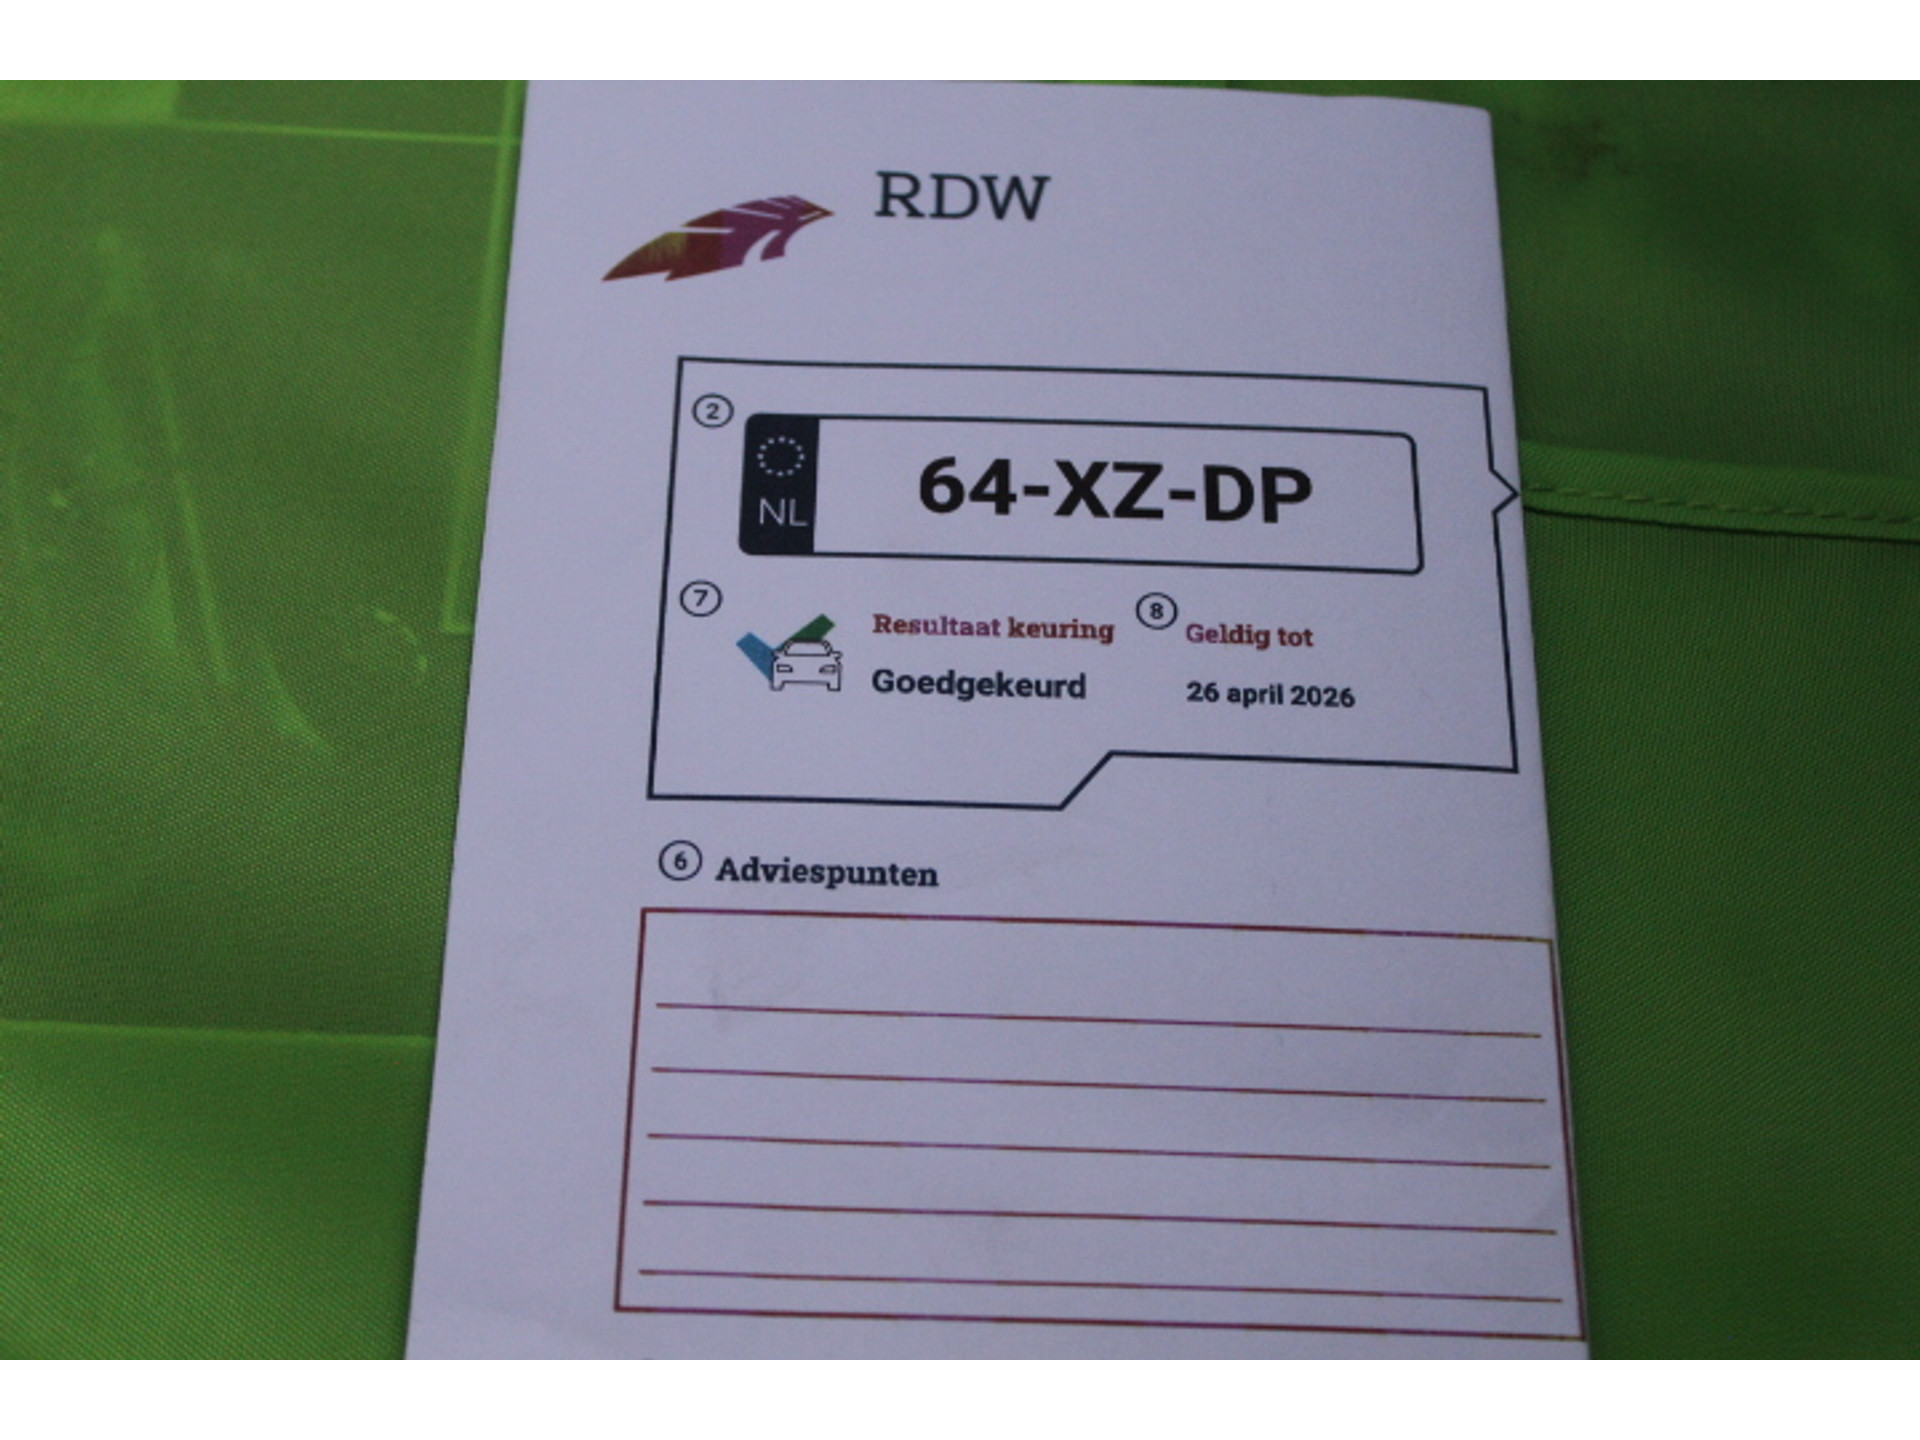 RDW
2
NL
64-XZ-DP
7
Resultaat keuring
8
Geldig tot
Goedgekeurd
26 april 2026
6 Adviespunten